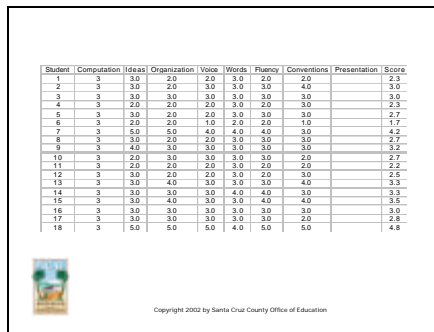 Student Computation Ideas Organization Voice Words Fluency Conventions Presentation Score
1 3 3.0 2.0 2.0 3.0 2.0 2.0 2.3
2 3 3.0 3.0 3.0 3.0 3.0 4.0 3.0
3 3 3.0 3.0 3.0 3.0 3.0 3.0 3.0
4 3 2.0 2.0 2.0 3.0 2.0 3.0 2.3
5 3 3.0 2.0 2.0 3.0 3.0 3.0 2.7
6 3 2.0 2.0 1.0 2.0 2.0 1.0 1.7
7 3 5.0 5.0 4.0 4.0 4.0 3.0 4.2
8 3 3.0 2.0 2.0 3.0 3.0 3.0 2.7
9 3 4.0 3.0 3.0 3.0 3.0 3.0 3.2
10 3 2.0 3.0 3.0 3.0 3.0 2.0 2.7
11 3 2.0 2.0 2.0 3.0 2.0 2.0 2.2
12 3 3.0 2.0 2.0 3.0 2.0 3.0 2.5
13 3 3.0 4.0 3.0 3.0 3.0 4.0 3.3
14 3 3.0 3.0 3.0 4.0 4.0 3.0 3.3
15 3 3.0 4.0 3.0 3.0 4.0 4.0 3.5
16 3 3.0 3.0 3.0 3.0 3.0 3.0 3.0
17 3 3.0 3.0 3.0 3.0 3.0 2.0 2.8
18 3 5.0 5.0 5.0 4.0 5.0 5.0 4.8
Copyright 2002 by Santa Cruz County Office of Education